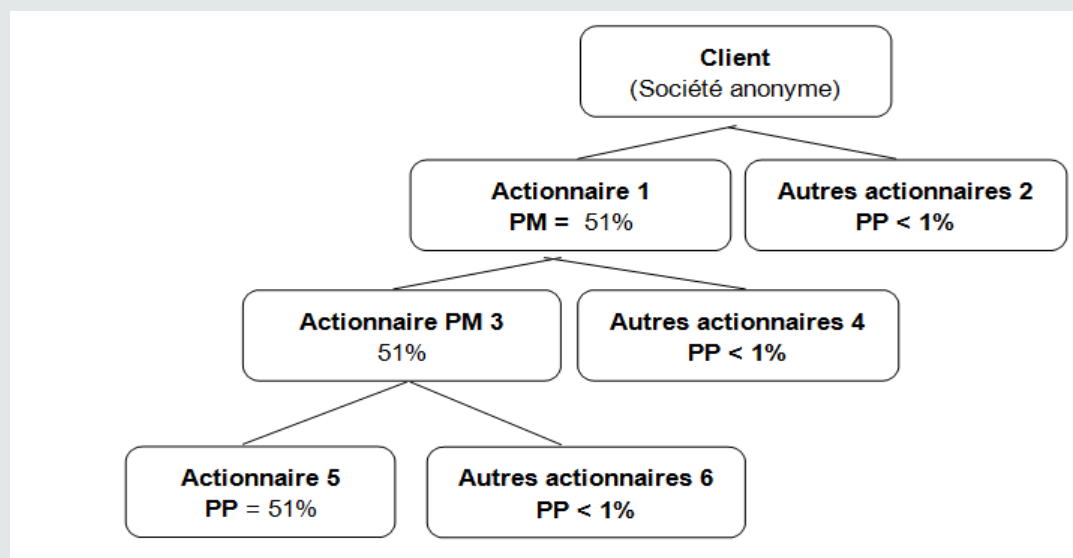 Client
(Société anonyme)
Actionnaire 1
PM = 51%
Autres actionnaires 2
PP < 1%
Actionnaire PM 3
51%
Autres actionnaires 4
PP < 1%
Actionnaire 5
PP = 51%
Autres actionnaires 6
PP < 1%